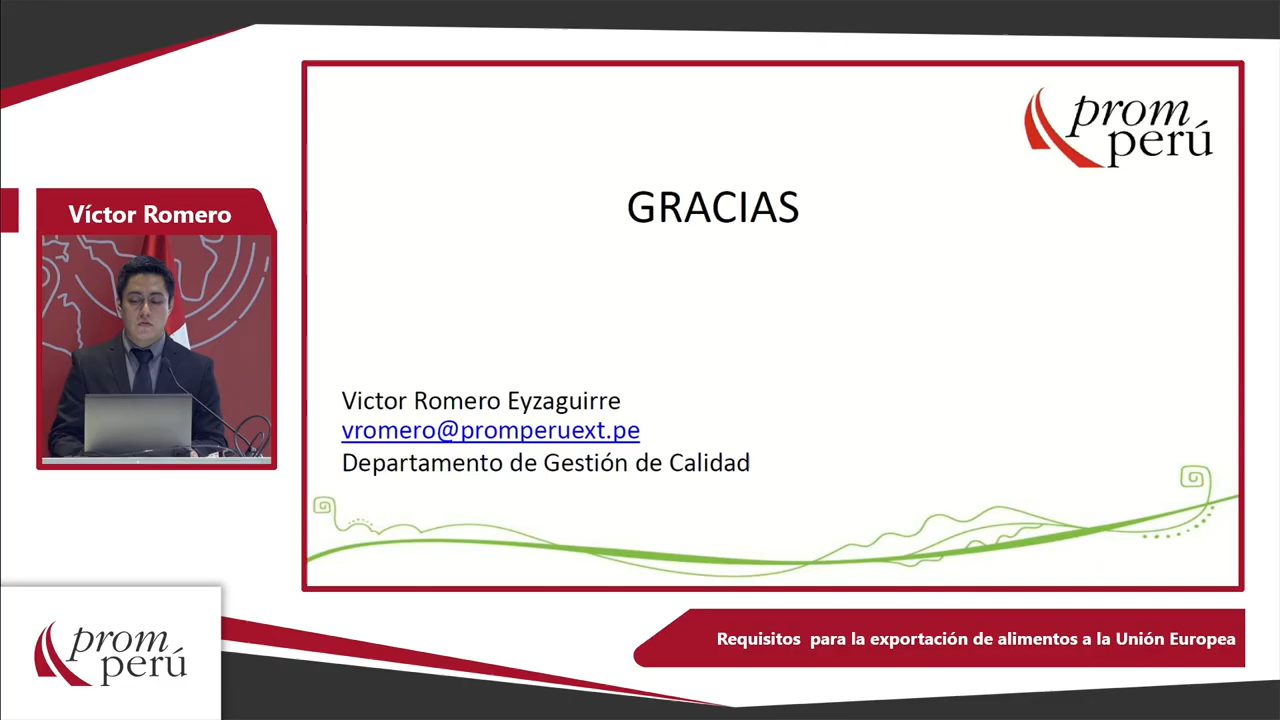 prom
perú
Víctor Romero
GRACIAS
Victor Romero Eyzaguirre
vromero@promperuext.pe
Departamento de Gestión de Calidad
prom
perú
Requisitos para la exportación de alimentos a la Unión Europea